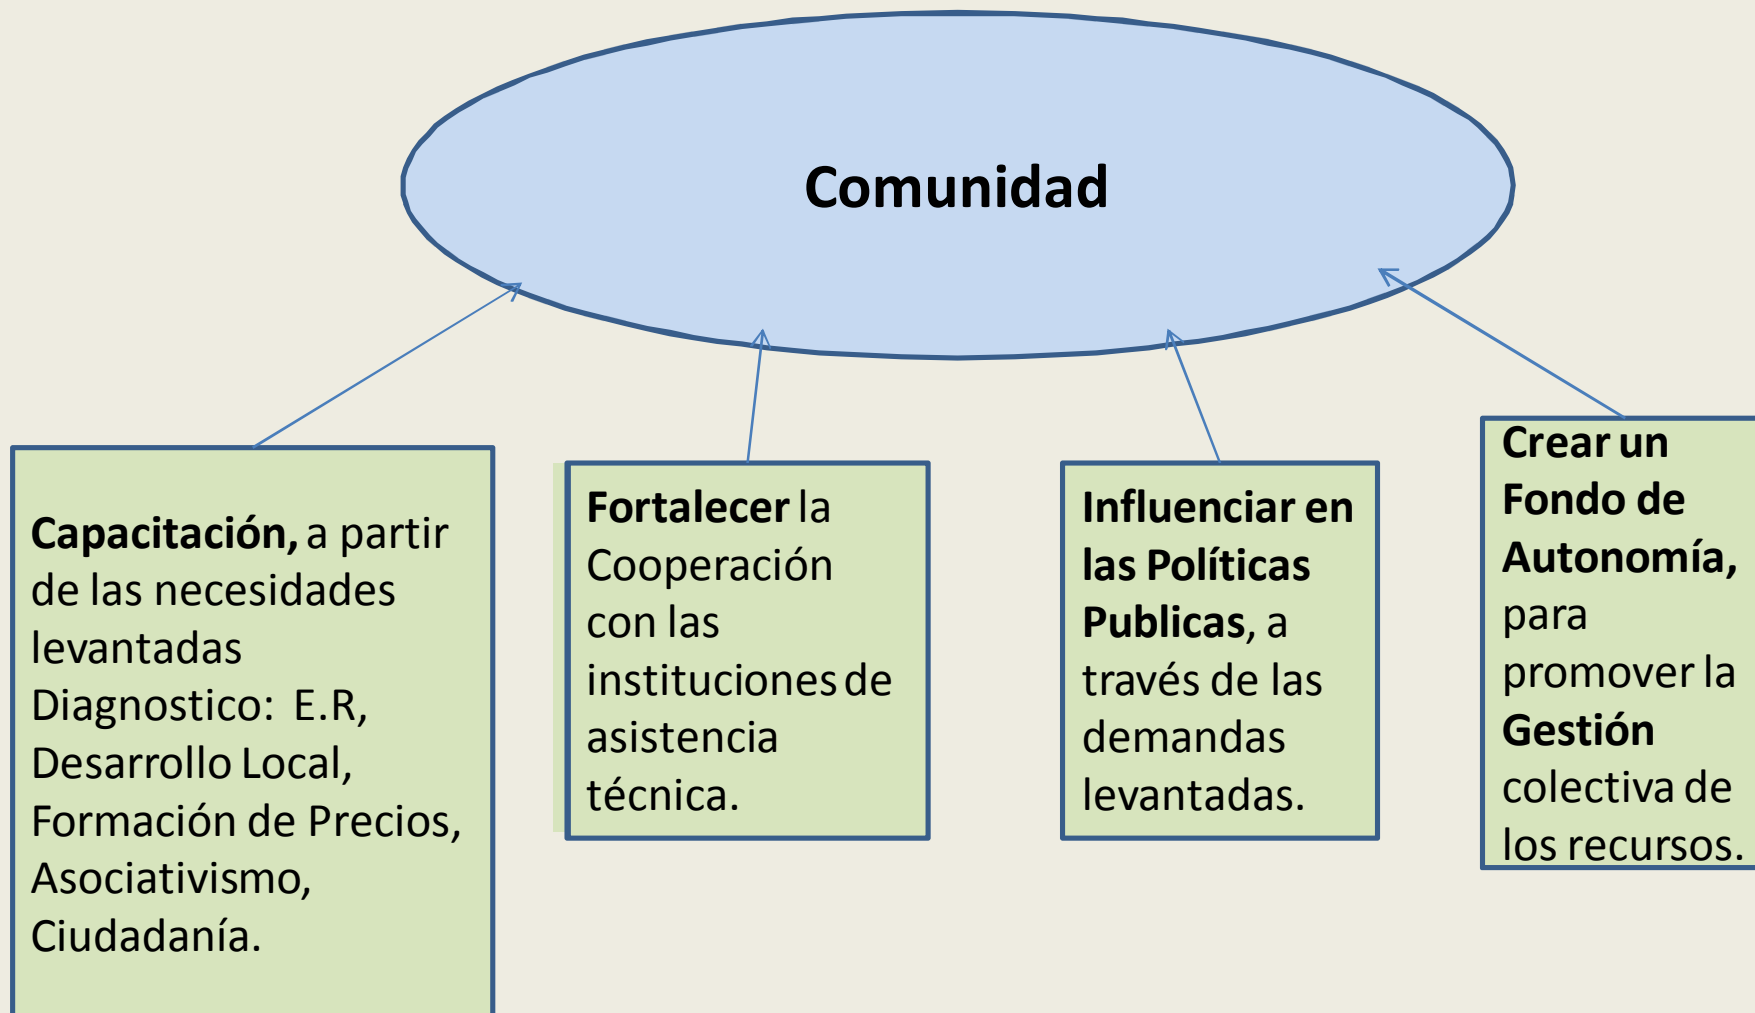 Comunidad
Capacitación, a partir
de las necesidades
levantadas
Diagnostico: E.R,
Desarrollo Local,
Formación de Precios,
Asociativismo,
Ciudadanía.
Fortalecer la
Cooperación
con las
instituciones de
asistencia
técnica.
Influenciar en
las Políticas
Publicas, a
través de las
demandas
levantadas.
Crear un
Fondo de
Autonomía,
para
promover la
Gestión
colectiva de
los recursos.